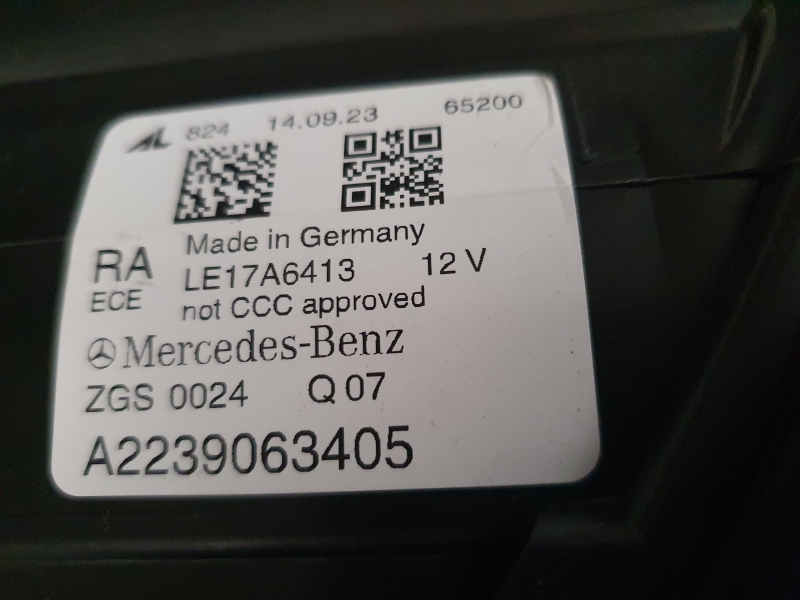 AL 824 14.09.23 65200
Made in Germany
RA LE17A6413 12 V
ECE not CCC approved
Mercedes-Benz
ZGS 0024 Q 07
A2239063405